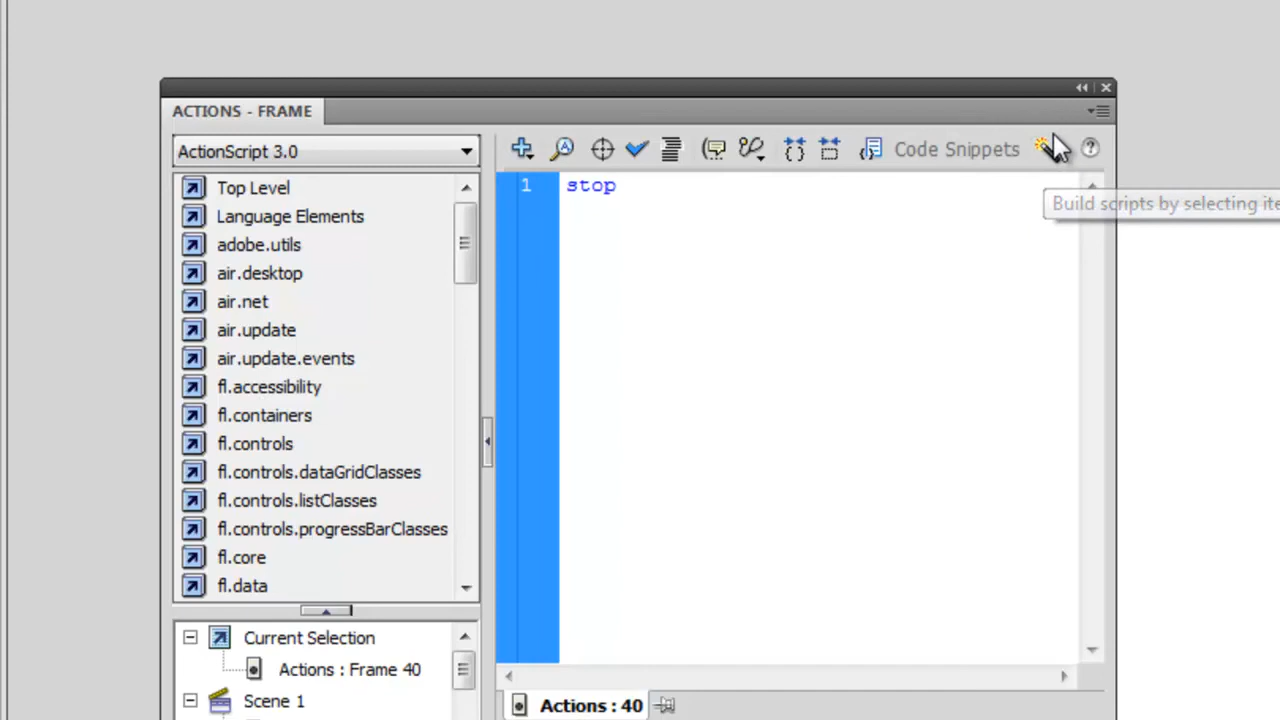 ACTIONS - FRAME
ActionScript 3.0
Code Snippets
Top Level
Language Elements
adobe.utils
air.desktop
air.net
air.update
air.update.events
fl.accessibility
fl.containers
fl.controls
fl.controls.dataGridClasses
fl.controls.listClasses
fl.controls.progressBarClasses
fl.core
fl.data
1 stop
Build scripts by selecting ite
Current Selection
Actions : Frame 40
Scene 1
Actions : 40